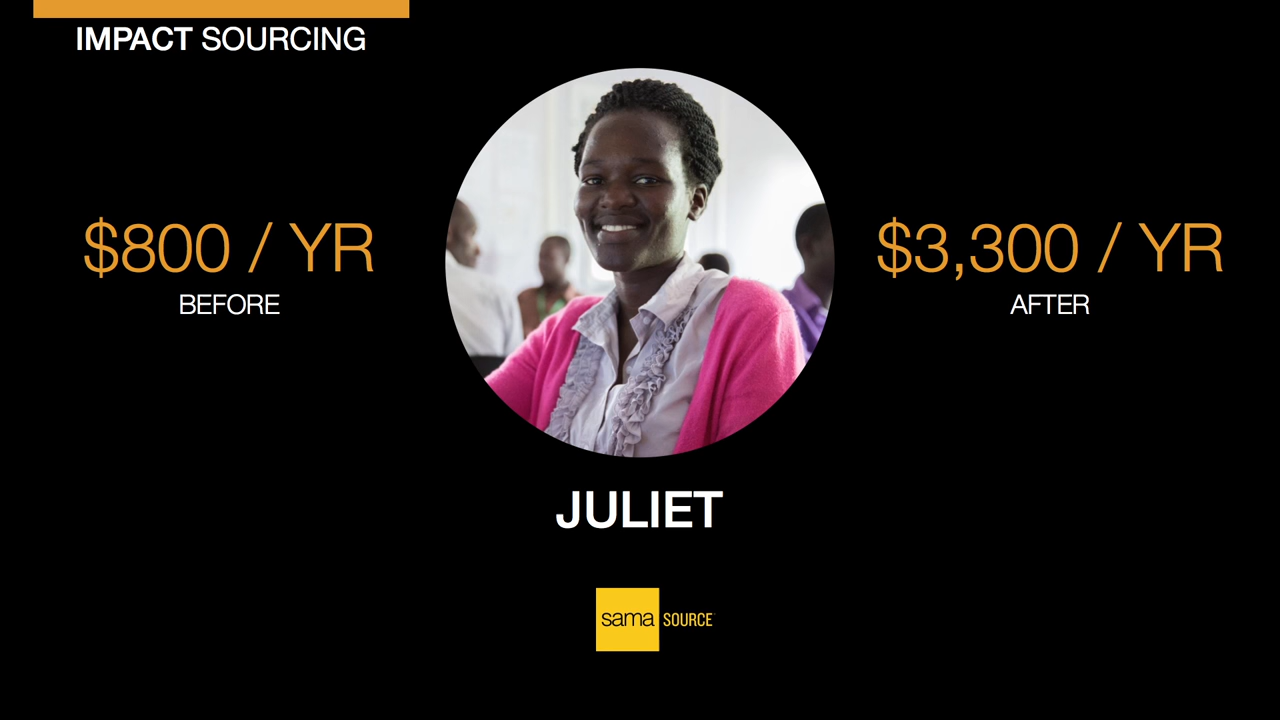 IMPACT SOURCING
$800 / YR
BEFORE
$3,300 / YR
AFTER
JULIET
sama SOURCE